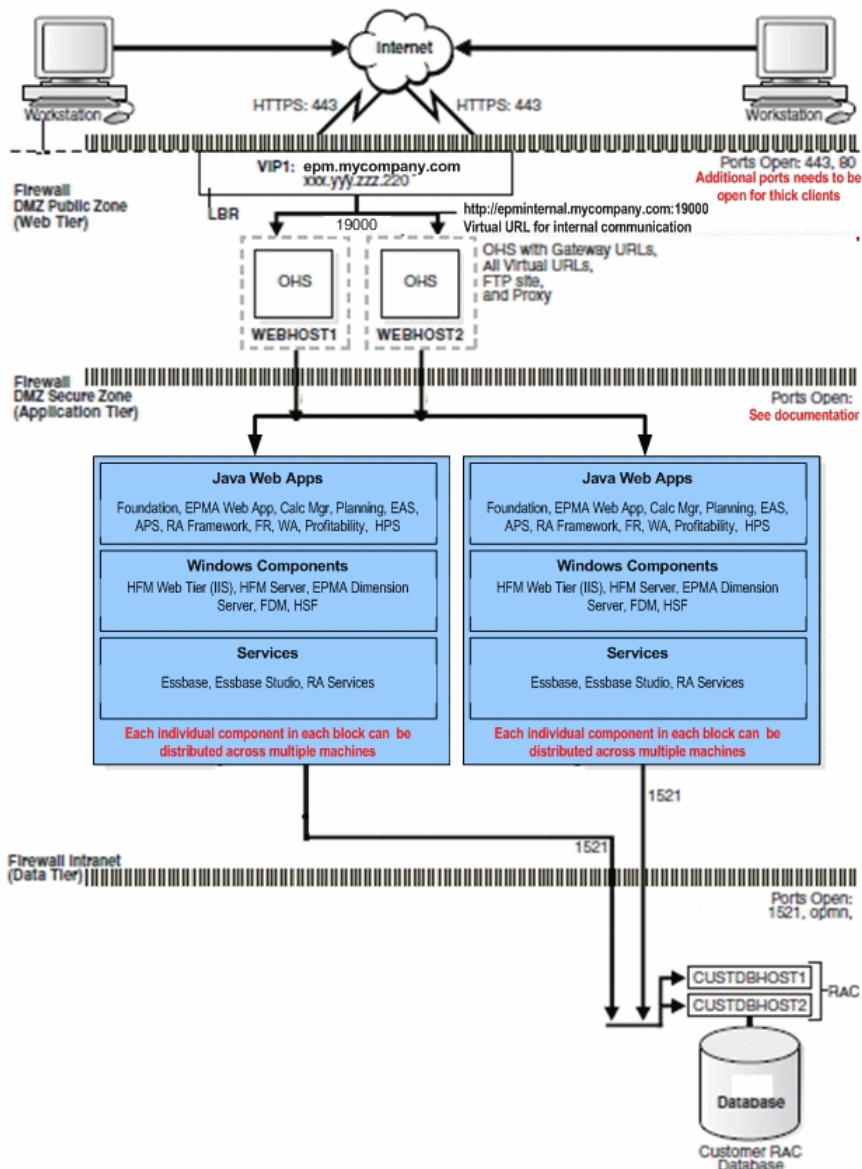 Internet
Workstation
Workstation
HTTPS: 443
HTTPS: 443
VIP1: epm.mycompany.com
xxx.yyy.zzz.220
Ports Open: 443, 80
Additional ports needs to be
open for thick clients
Firewall
DMZ Public Zone
(Web Tier)
LBR
19000
http://epminternal.mycompany.com:19000
Virtual URL for internal communication
OHS
OHS
WEBHOST1
WEBHOST2
OHS with Gateway URLs,
All Virtual URLs,
FTP site,
and Proxy
Firewall
DMZ Secure Zone
(Application Tier)
Ports Open:
See documentation
Java Web Apps
Foundation, EPMA Web App, Calc Mgr, Planning, EAS,
APS, RA Framework, FR, WA, Profitability, HPS
Windows Components
HFM Web Tier (IIS), HFM Server, EPMA Dimension
Server, FDM, HSF
Services
Essbase, Essbase Studio, RA Services
Each individual component in each block can be
distributed across multiple machines
Java Web Apps
Foundation, EPMA Web App, Calc Mgr, Planning, EAS,
APS, RA Framework, FR, WA, Profitability, HPS
Windows Components
HFM Web Tier (IIS), HFM Server, EPMA Dimension
Server, FDM, HSF
Services
Essbase, Essbase Studio, RA Services
Each individual component in each block can be
distributed across multiple machines
1521
1521
Firewall Intranet
(Data Tier)
Ports Open:
1521, opmn,
CUSTDBHOST1
CUSTDBHOST2
RAC
Database
Customer RAC
Database